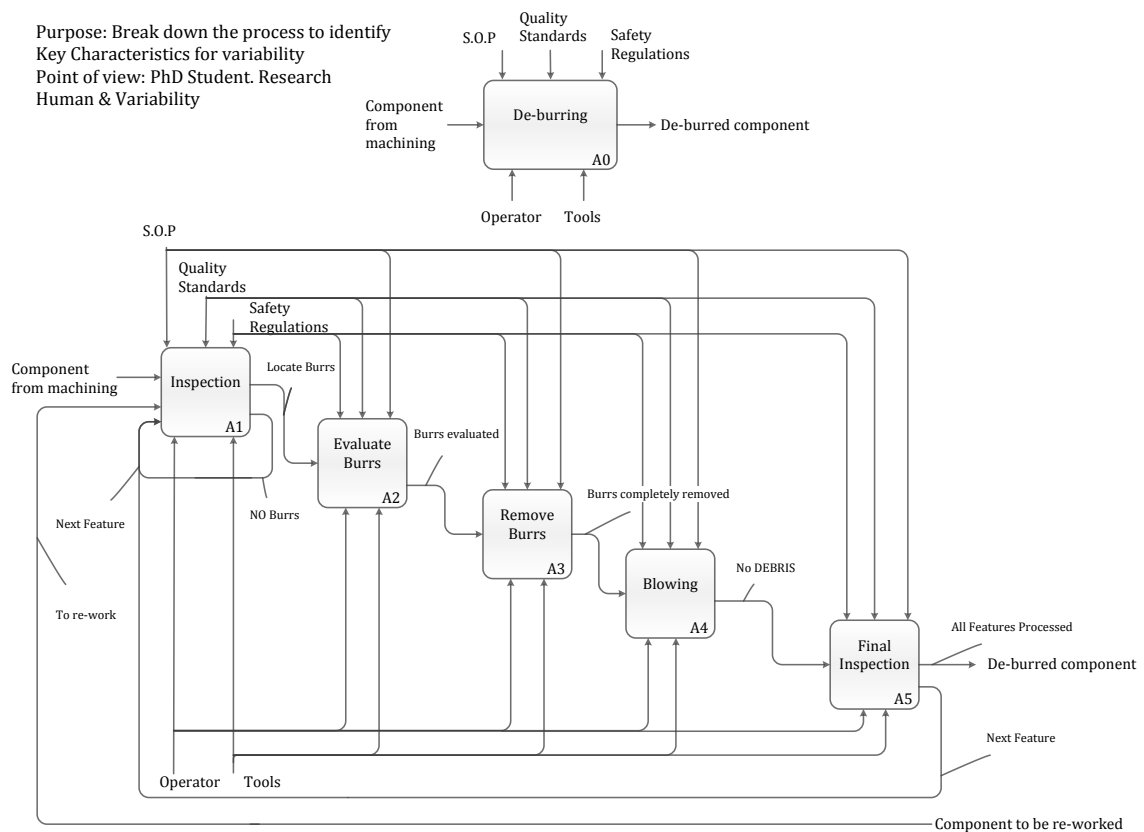 Purpose: Break down the process to identify
Key Characteristics for variability
Point of view: PhD Student. Research
Human & Variability
S.O.P
Quality
Standards
Safety
Regulations
Component
from
machining
De-burring
A0
De-burred component
Operator
Tools
S.O.P
Quality
Standards
Safety
Regulations
Component
from machining
Inspection
A1
Locate Burrs
Evaluate
Burrs
A2
Burrs evaluated
Next Feature
NO Burrs
Remove
Burrs
A3
Burrs completely removed
To re-work
Blowing
A4
No DEBRIS
Final
Inspection
A5
All Features Processed
De-burred component
Next Feature
Operator
Tools
Component to be re-worked